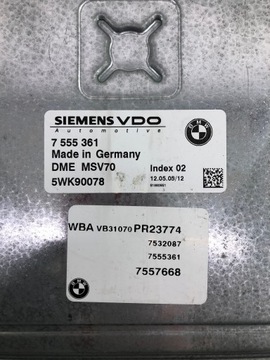 SIEMENS VDO
Automotive
7 555 361
Made in Germany
DME MSV70
Index 02
12.05.05/12
5WK90078
BMW
WBA VB31070 PR23774
7532087
7555361
7557668